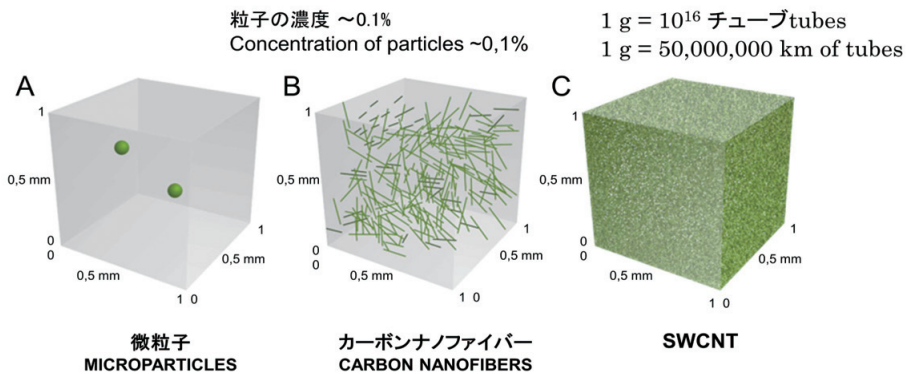 粒子の濃度 ~0.1%
Concentration of particles ~0,1%
1 g = 10¹⁶ チューブtubes
1 g = 50,000,000 km of tubes
A
1
0,5 mm
0
0
0,5 mm
1 0
0,5 mm
1
微粒子
MICROPARTICLES
B
1
0,5 mm
0
0
0,5 mm
1 0
0,5 mm
1
カーボンナノファイバー
CARBON NANOFIBERS
C
1
0,5 mm
0
0
0,5 mm
1 0
0,5 mm
1
SWCNT